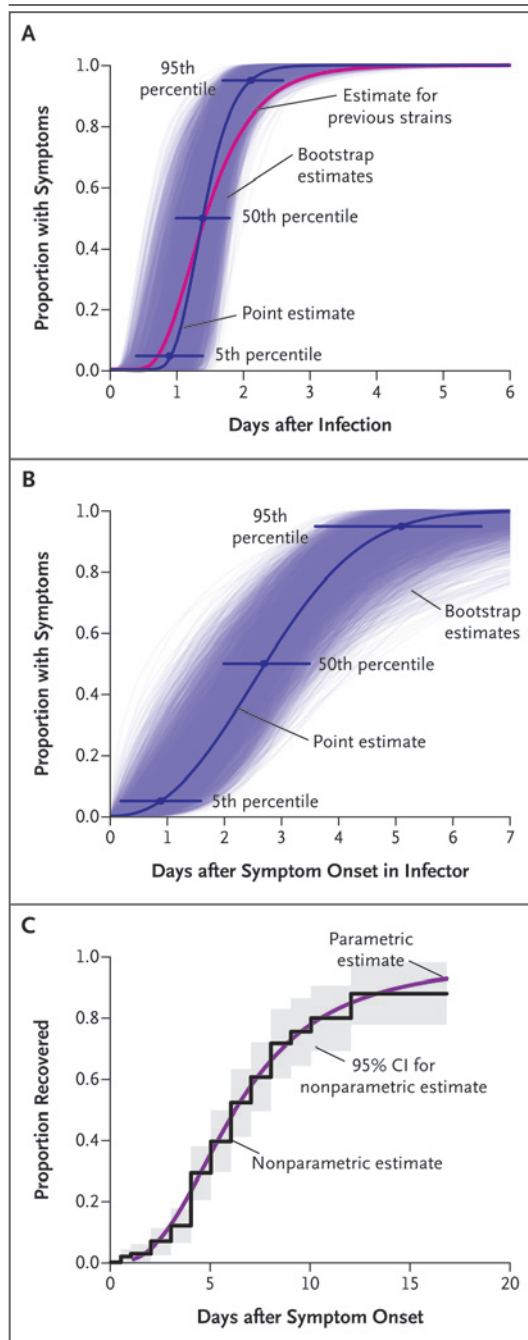 A
1.0
0.8
0.6
0.4
0.2
0.0
Proportion with Symptoms
95th
percentile
Estimate for
previous strains
Bootstrap
estimates
50th percentile
Point estimate
5th percentile
0 1 2 3 4 5 6
Days after Infection
B
1.0
0.8
0.6
0.4
0.2
0.0
Proportion with Symptoms
95th
percentile
Bootstrap
estimates
50th percentile
Point estimate
5th percentile
0 1 2 3 4 5 6 7
Days after Symptom Onset in Infector
C
1.0
0.8
0.6
0.4
0.2
0.0
Proportion Recovered
Parametric
estimate
95% CI for
nonparametric estimate
Nonparametric estimate
0 5 10 15 20
Days after Symptom Onset